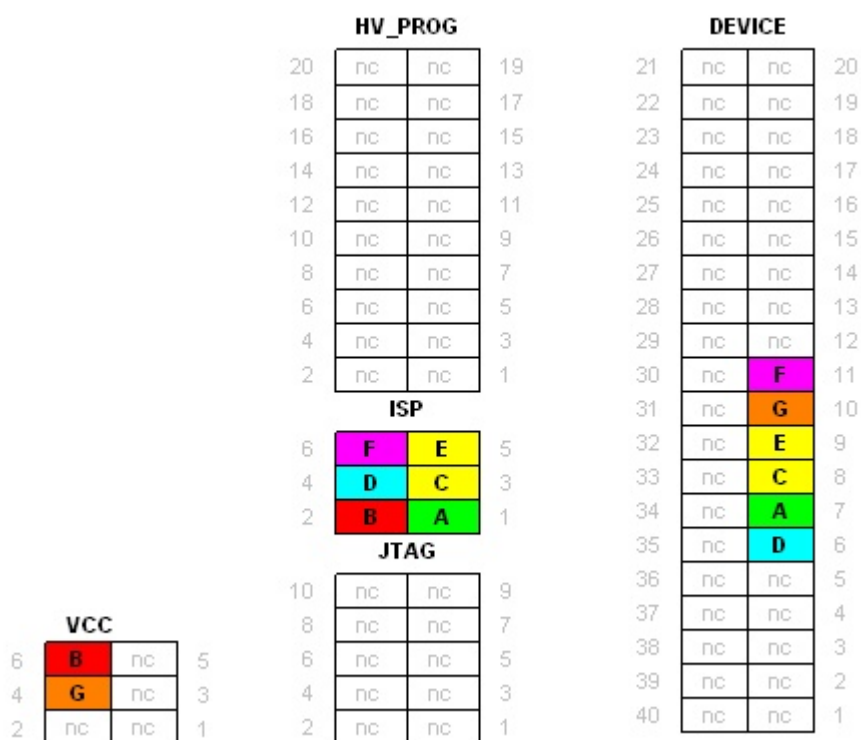 HV_PROG DEVICE
20 nc nc 19 21 nc nc 20
18 nc nc 17 22 nc nc 19
16 nc nc 15 23 nc nc 18
14 nc nc 13 24 nc nc 17
12 nc nc 11 25 nc nc 16
10 nc nc 9 26 nc nc 15
8 nc nc 7 27 nc nc 14
6 nc nc 5 28 nc nc 13
4 nc nc 3 29 nc nc 12
2 nc nc 1 30 nc F 11
ISP 31 nc G 10
6 F E 5 32 nc E 9
4 D C 3 33 nc C 8
2 B A 1 34 nc A 7
JTAG 35 nc D 6
10 nc nc 9 36 nc nc 5
VCC 8 nc nc 7 37 nc nc 4
6 B nc 5 6 nc nc 5 38 nc nc 3
4 G nc 3 4 nc nc 3 39 nc nc 2
2 nc nc 1 2 nc nc 1 40 nc nc 1